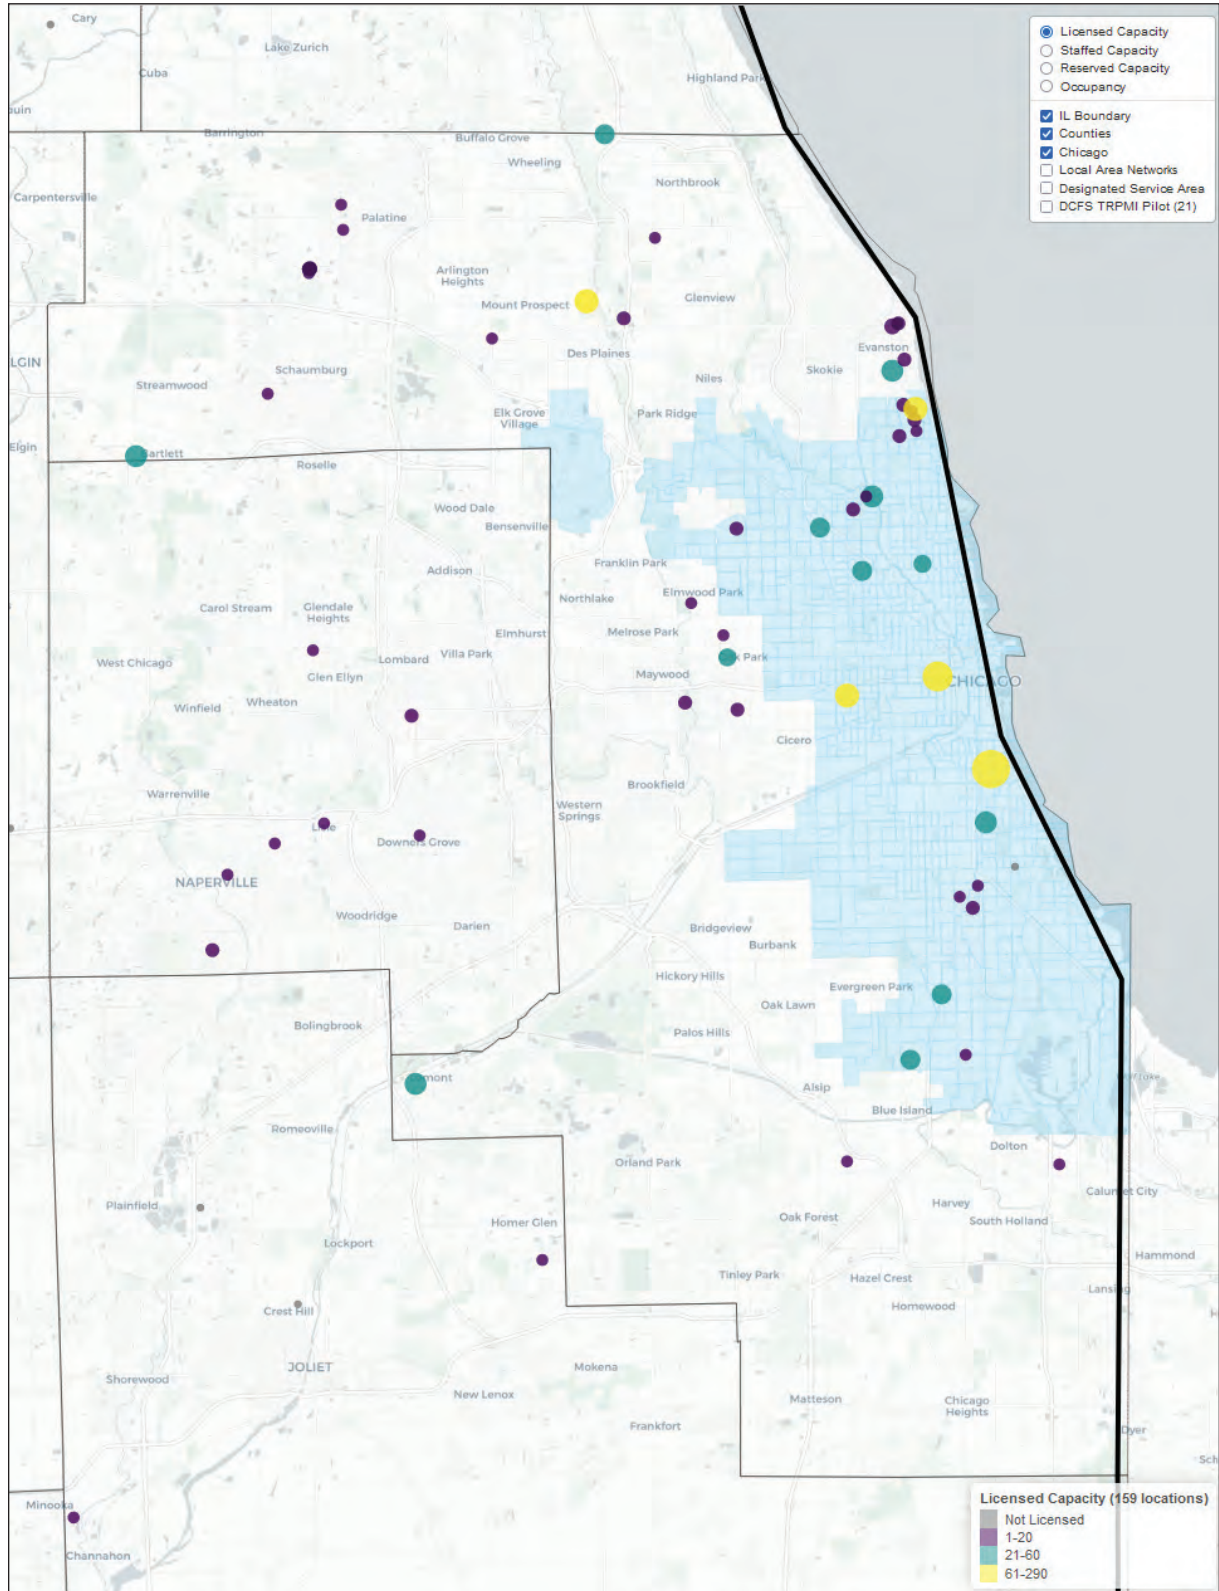 Cary
Lake Zurich
Cuba
Highland Park
Licensed Capacity
Staffed Capacity
Reserved Capacity
Occupancy
IL Boundary
Counties
Chicago
Local Area Networks
Designated Service Area
DCFS TRPMI Pilot (21)
Barrington
Buffalo Grove
Wheeling
Northbrook
Carpentersville
Palatine
Arlington
Heights
Mount Prospect
Glenview
Evanston
Des Plaines
LGIN
Schaumburg
Skokie
Streamwood
Niles
Elk Grove
Village
Park Ridge
Elgin
Bartlett
Roselle
Wood Dale
Bensenville
Franklin Park
Addison
Elmwood Park
Northlake
Carol Stream
Glendale
Heights
Elmhurst
Melrose Park
Villa Park
Lombard
West Chicago
Maywood
Glen Ellyn
CHICAGO
Wheaton
Winfield
Cicero
Brookfield
Warrenville
Western
Springs
Downers Grove
NAPERVILLE
Woodridge
Darien
Bridgeview
Burbank
Hickory Hills
Evergreen Park
Oak Lawn
Bolingbrook
Palos Hills
Alsip
Blue Island
Romeoville
Dolton
Orland Park
Calumet City
Plainfield
Harvey
Homer Glen
Oak Forest
South Holland
Lockport
Hammond
Tinley Park
Hazel Crest
Lansing
Crest Hill
Homewood
JOLIET
Mokena
Shorewood
New Lenox
Matteson
Chicago
Heights
Frankfort
Dyer
Sch
Minooka
Channahon
Licensed Capacity (159 locations)
Not Licensed
1-20
21-60
61-290